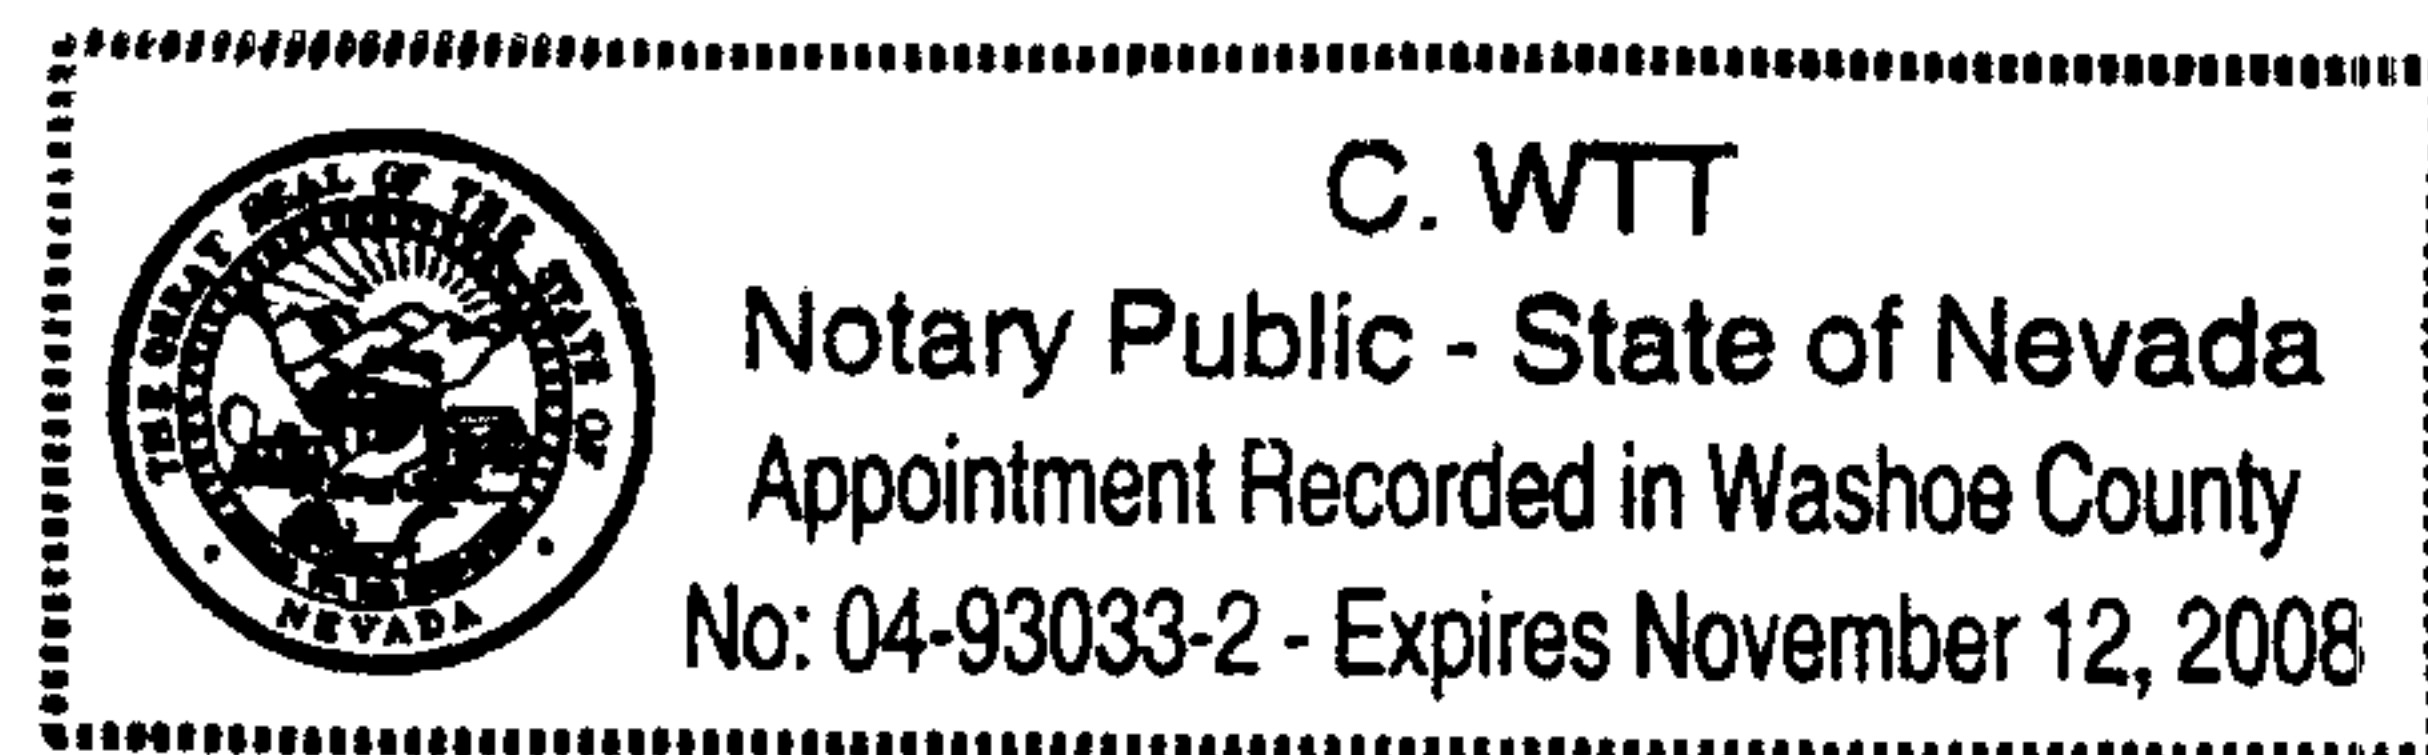 THE GREAT SEAL OF THE STATE OF
NEVADA
C. WTT
Notary Public - State of Nevada
Appointment Recorded in Washoe County
No: 04-93033-2 - Expires November 12, 2008